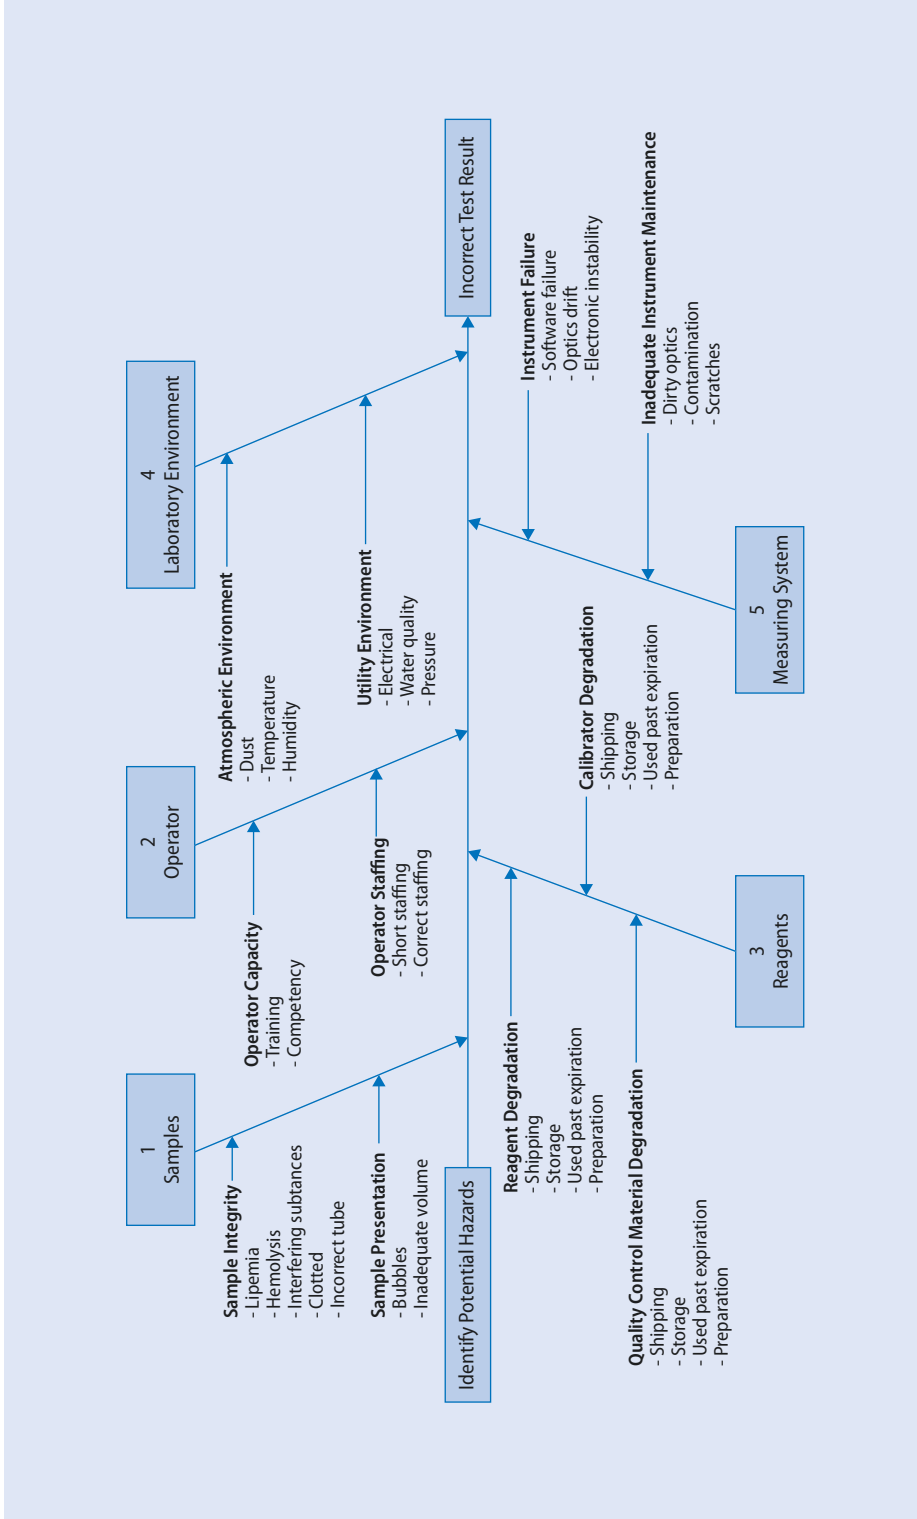 1
Samples
Sample Integrity
- Lipemia
- Hemolysis
- Interfering subtances
- Clotted
- Incorrect tube
Sample Presentation
- Bubbles
- Inadequate volume
2
Operator
Operator Capacity
- Training
- Competency
Operator Staffing
- Short staffing
- Correct staffing
4
Laboratory Environment
Atmospheric Environment
- Dust
- Temperature
- Humidity
Utility Environment
- Electrical
- Water quality
- Pressure
Identify Potential Hazards
Incorrect Test Result
Reagent Degradation
- Shipping
- Storage
- Used past expiration
- Preparation
Calibrator Degradation
- Shipping
- Storage
- Used past expiration
- Preparation
Quality Control Material Degradation
- Shipping
- Storage
- Used past expiration
- Preparation
3
Reagents
Instrument Failure
- Software failure
- Optics drift
- Electronic instability
Inadequate Instrument Maintenance
- Dirty optics
- Contamination
- Scratches
5
Measuring System